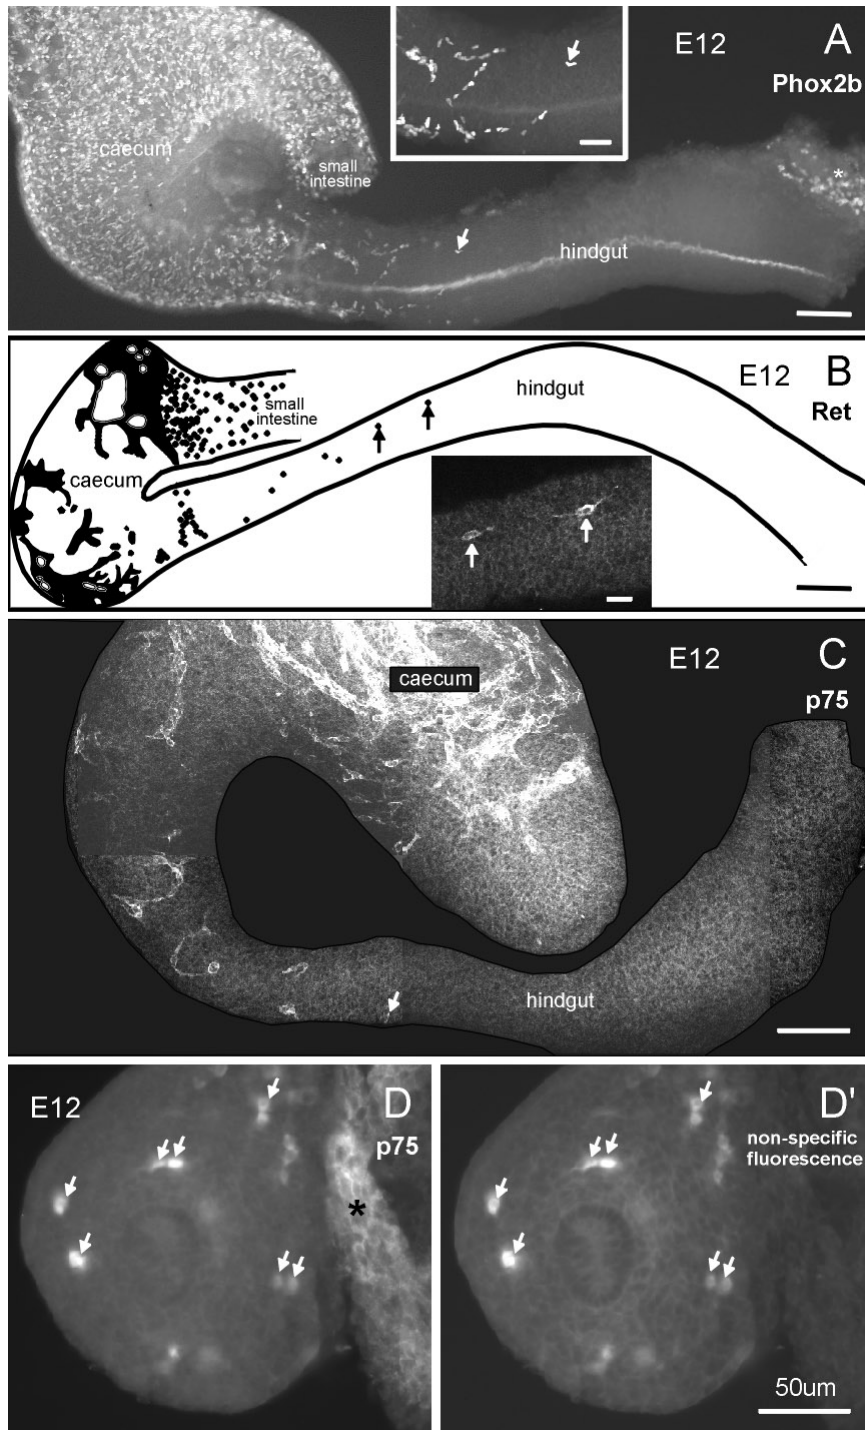 E12
A
Phox2b
caecum
small
intestine
*
hindgut
E12
B
Ret
hindgut
small
intestine
caecum
E12
C
p75
caecum
hindgut
E12
D
p75
*
D'
non-specific
fluorescence
50um